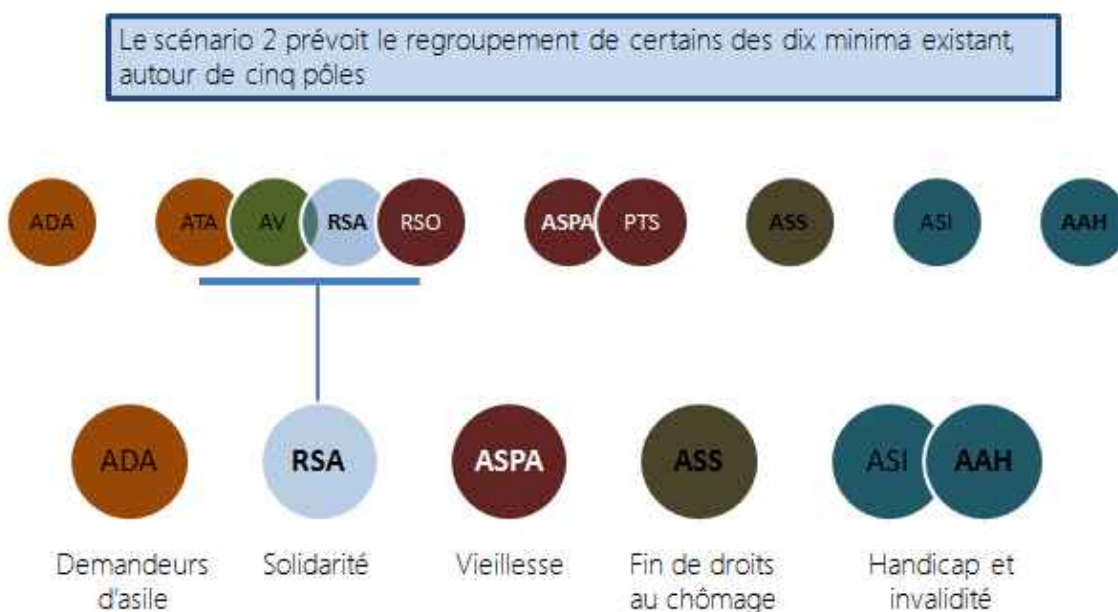 Le scénario 2 prévoit le regroupement de certains des dix minima existant,
autour de cinq pôles
ADA ATA AV RSA RSO ASPA PTS ASS ASI AAH
ADA RSA ASPA ASS ASI AAH
Demandeurs
d'asile
Solidarité
Vieillesse
Fin de droits
au chômage
Handicap et
invalidité